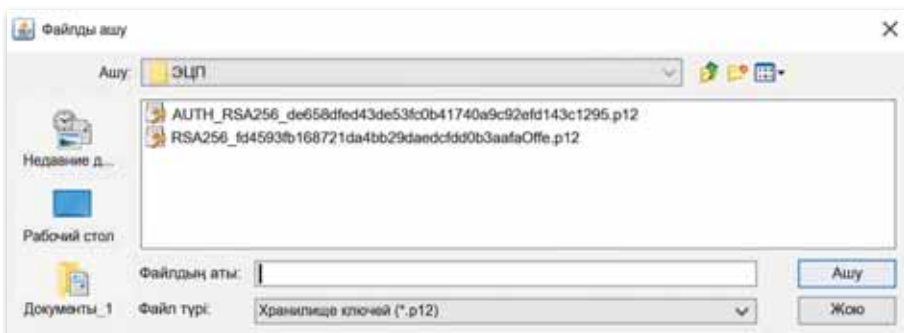 Файлды ашу
Ашу: ЭЦП
AUTH_RSA256_de658dfed43de53fc0b41740a9c92efd143c1295.p12
RSA256_fd4593fb168721da4bb29daedcfdd0b3aafaOffe.p12
Недавние д...
Рабочий стол
Документы_1
Файлдың аты:
Ашу
Файл түрі: Хранилище ключей (*.p12)
Жою